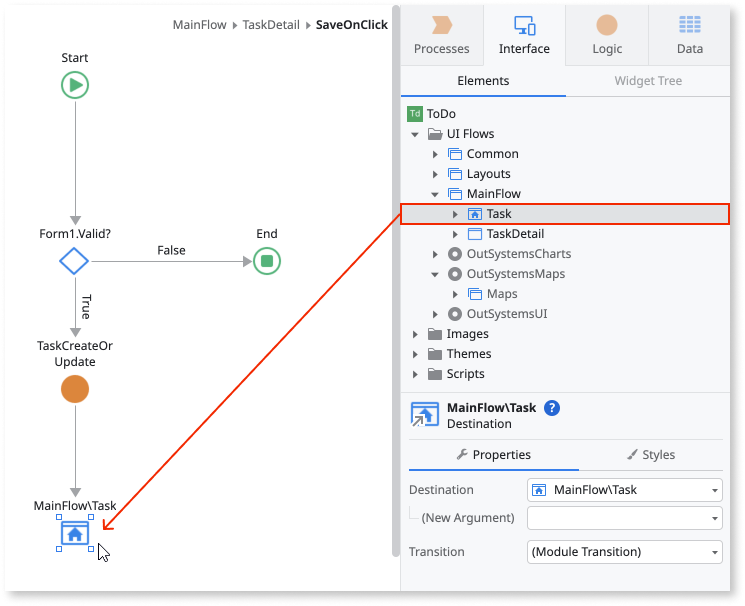 MainFlow ▸ TaskDetail ▸ SaveOnClick
Start
Form1.Valid?
False
End
True
TaskCreateOr
Update
MainFlow\Task
Processes
Interface
Logic
Data
Elements
Widget Tree
Td ToDo
UI Flows
Common
Layouts
MainFlow
Task
TaskDetail
OutSystemsCharts
OutSystemsMaps
Maps
OutSystemsUI
Images
Themes
Scripts
MainFlow\Task ?
Destination
Properties
Styles
Destination
MainFlow\Task
(New Argument)
Transition
(Module Transition)